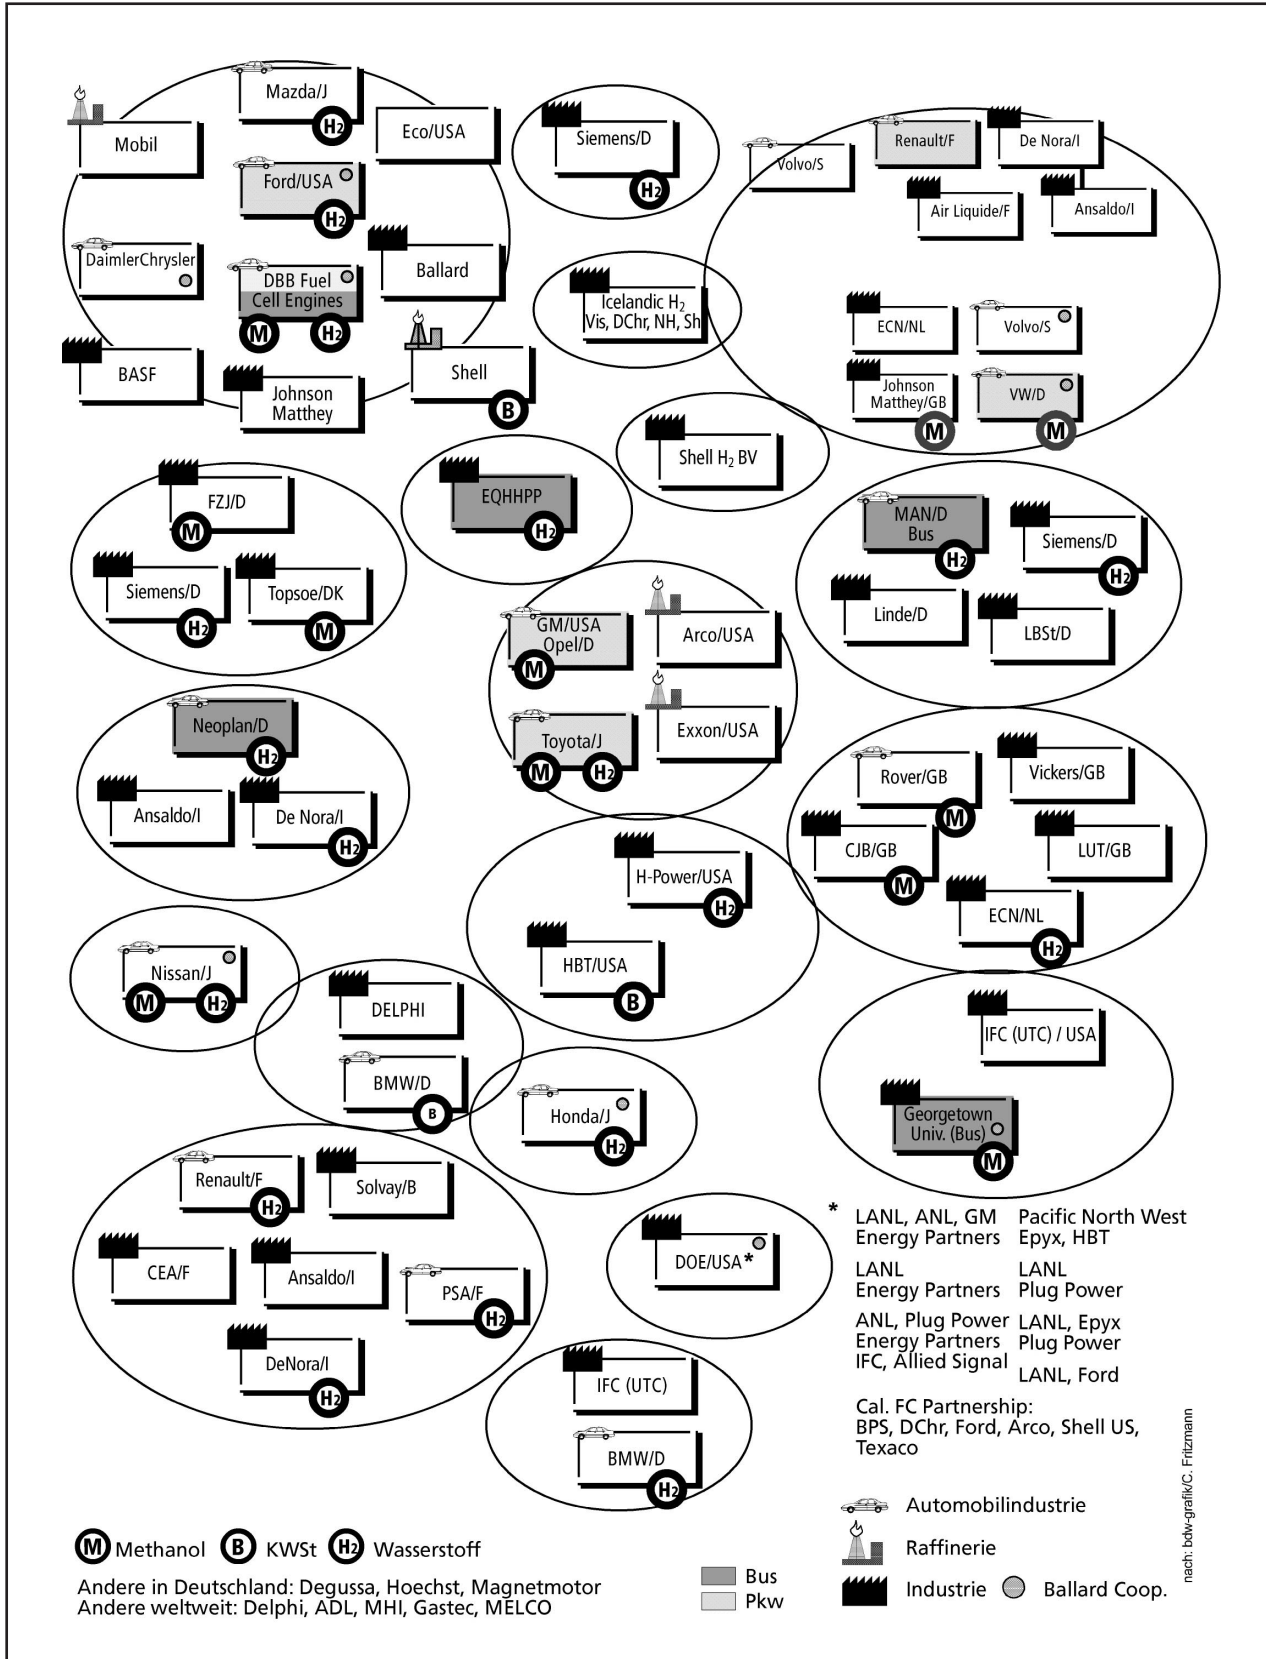 Mazda/J
H2
Mobil
Eco/USA
Ford/USA
H2
DaimlerChrysler
DBB Fuel
Cell Engines
M
H2
Ballard
BASF
Johnson
Matthey
Shell
B
Siemens/D
H2
Icelandic H2
Vis, DChr, NH, Sh
Volvo/S
Renault/F
De Nora/I
Air Liquide/F
Ansaldo/I
ECN/NL
Volvo/S
Johnson
Matthey/GB
M
VW/D
M
Shell H2 BV
EQHHPP
H2
FZJ/D
M
Siemens/D
H2
Topsoe/DK
M
MAN/D
Bus
H2
Siemens/D
H2
Linde/D
LBSt/D
GM/USA
Opel/D
M
Arco/USA
Toyota/J
M
H2
Exxon/USA
Neoplan/D
H2
Ansaldo/I
De Nora/I
H2
Rover/GB
M
Vickers/GB
CJB/GB
M
LUT/GB
ECN/NL
H2
H-Power/USA
H2
HBT/USA
B
Nissan/J
M
H2
DELPHI
BMW/D
B
Honda/J
H2
IFC (UTC) / USA
Georgetown
Univ. (Bus)
M
Renault/F
H2
Solvay/B
CEA/F
Ansaldo/I
PSA/F
H2
DeNora/I
H2
DOE/USA*
IFC (UTC)
BMW/D
H2
*
LANL, ANL, GM
Energy Partners
Pacific North West
Epyx, HBT
LANL
Energy Partners
LANL
Plug Power
ANL, Plug Power
Energy Partners
IFC, Allied Signal
LANL, Epyx
Plug Power
LANL, Ford
Cal. FC Partnership:
BPS, DChr, Ford, Arco, Shell US,
Texaco
M Methanol B KWSt H2 Wasserstoff
Andere in Deutschland: Degussa, Hoechst, Magnetmotor
Andere weltweit: Delphi, ADL, MHI, Gastec, MELCO
Bus
Pkw
Automobilindustrie
Raffinerie
Industrie
Ballard Coop.
nach: bdw-grafik/C. Fritzmann